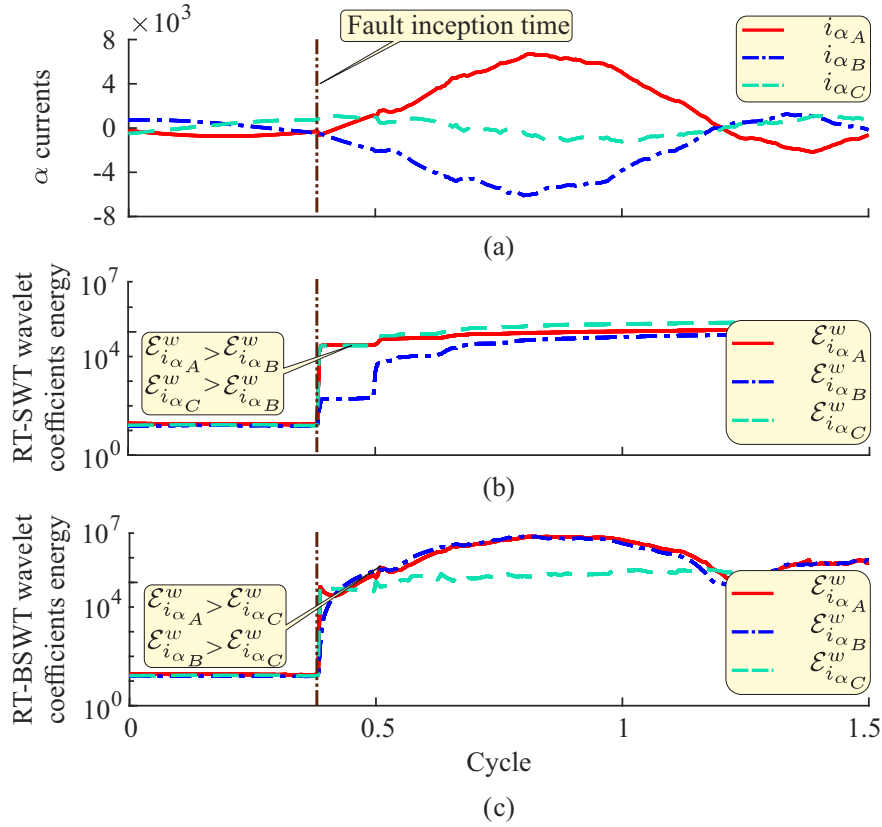 ×10³
8
4
0
-4
-8
α currents
Fault inception time
i_{α_A}
i_{α_B}
i_{α_C}
(a)
RT-SWT wavelet
coefficients energy
10⁷
10⁴
10⁰
ℰ^w_{i_{α_A}}>ℰ^w_{i_{α_B}}
ℰ^w_{i_{α_C}}>ℰ^w_{i_{α_B}}
ℰ^w_{i_{α_A}}
ℰ^w_{i_{α_B}}
ℰ^w_{i_{α_C}}
(b)
RT-BSWT wavelet
coefficients energy
10⁷
10⁴
10⁰
ℰ^w_{i_{α_A}}>ℰ^w_{i_{α_C}}
ℰ^w_{i_{α_B}}>ℰ^w_{i_{α_C}}
ℰ^w_{i_{α_A}}
ℰ^w_{i_{α_B}}
ℰ^w_{i_{α_C}}
0 0.5 1 1.5
Cycle
(c)